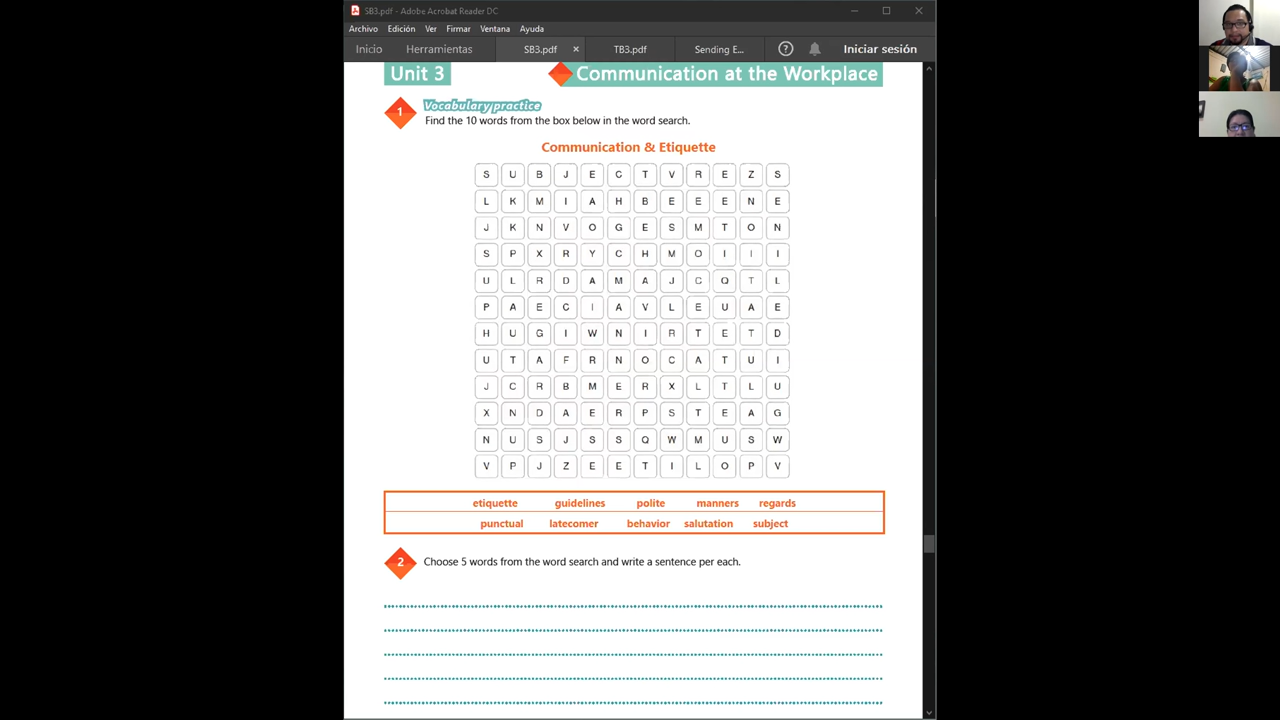 SB3.pdf - Adobe Acrobat Reader DC
Archivo Edición Ver Firmar Ventana Ayuda
Inicio Herramientas SB3.pdf × TB3.pdf Sending E... ? Iniciar sesión
Unit 3 Communication at the Workplace
1 Vocabulary practice
Find the 10 words from the box below in the word search.
Communication & Etiquette
S U B J E C T V R E Z S
L K M I A H B E E E N E
J K N V O G E S M T O N
S P X R Y C H M O I I I
U L R D A M A J C Q T L
P A E C I A V L E U A E
H U G I W N I R T E T D
U T A F R N O C A T U I
J C R B M E R X L T L U
X N D A E R P S T E A G
N U S J S S Q W M U S W
V P J Z E E T I L O P V
etiquette guidelines polite manners regards
punctual latecomer behavior salutation subject
2 Choose 5 words from the word search and write a sentence per each.